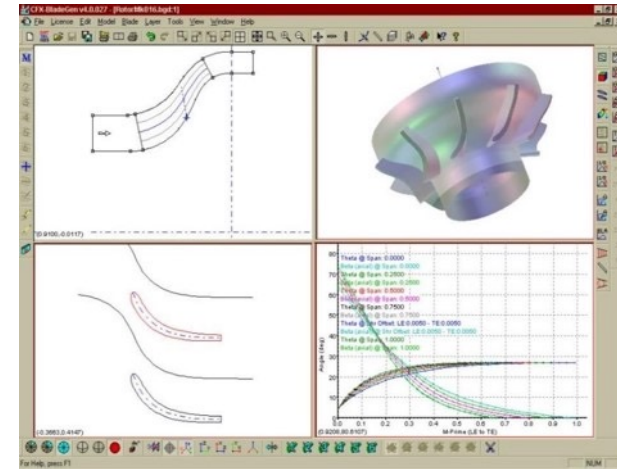 CFX-BladeGen v4.0.027 - [RotorMk016.bgd:1]
File License Edit Model Blade Layer Tools View Window Help
(0.9100,-0.0117)
(-0.3663,0.4147)
Theta @ Span: 0.0000
Beta (axial) @ Span: 0.0000
Theta @ Span: 0.2500
Beta (axial) @ Span: 0.2500
Theta @ Span: 0.5000
Beta (axial) @ Span: 0.5000
Theta @ Span: 0.7500
Beta (axial) @ Span: 0.7500
Theta @ Span: 1.0000
Beta (axial) @ Span: 1.0000
Angle (deg)
80
70
60
50
40
30
20
10
0
0.0 0.1 0.2 0.3 0.4 0.5 0.6 0.7 0.8 0.9 1.0
M-Prime (LE to TE)
For Help, press F1
NUM